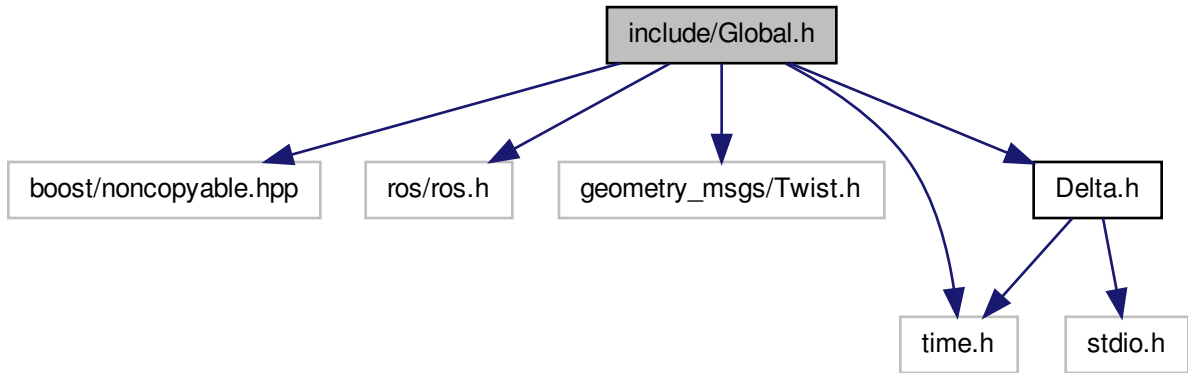 include/Global.h
boost/noncopyable.hpp
ros/ros.h
geometry_msgs/Twist.h
Delta.h
time.h
stdio.h